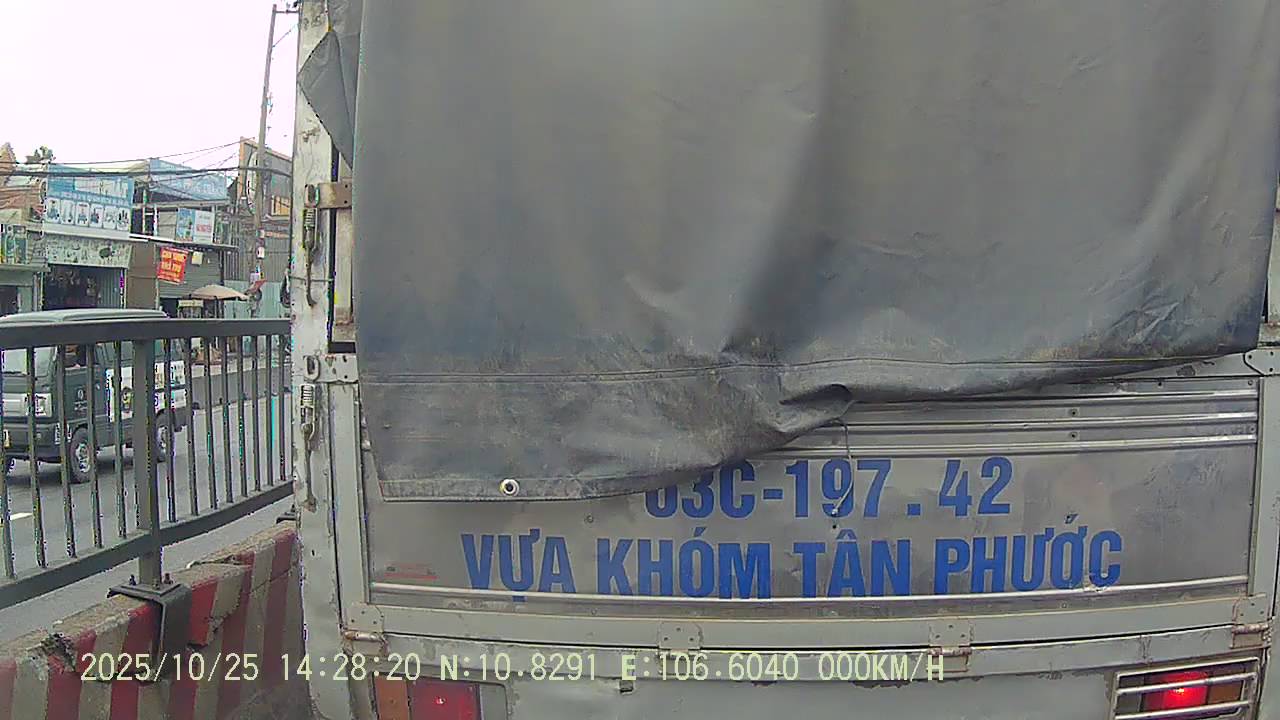 63C-197.42
VỰA KHÓM TÂN PHƯỚC
2025/10/25 14:28:20 N:10.8291 E:106.6040 000KM/H